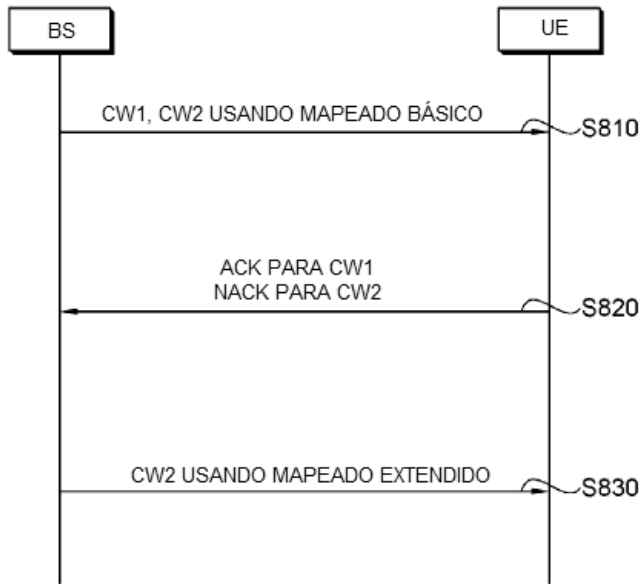 BS
UE
CW1, CW2 USANDO MAPEADO BÁSICO
S810
ACK PARA CW1
NACK PARA CW2
S820
CW2 USANDO MAPEADO EXTENDIDO
S830